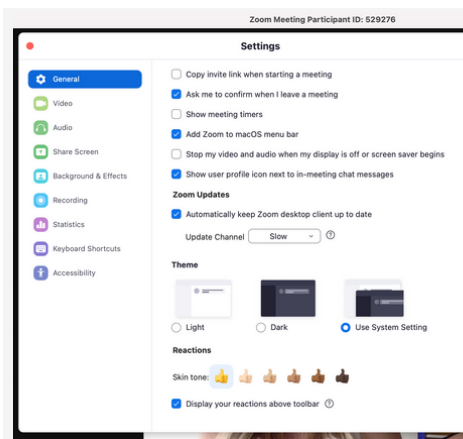 Zoom Meeting Participant ID: 529276
Settings
General
Video
Audio
Share Screen
Background & Effects
Recording
Statistics
Keyboard Shortcuts
Accessibility
Copy invite link when starting a meeting
Ask me to confirm when I leave a meeting
Show meeting timers
Add Zoom to macOS menu bar
Stop my video and audio when my display is off or screen saver begins
Show user profile icon next to in-meeting chat messages
Zoom Updates
Automatically keep Zoom desktop client up to date
Update Channel Slow ?
Theme
Light Dark Use System Setting
Reactions
Skin tone:
Display your reactions above toolbar ?